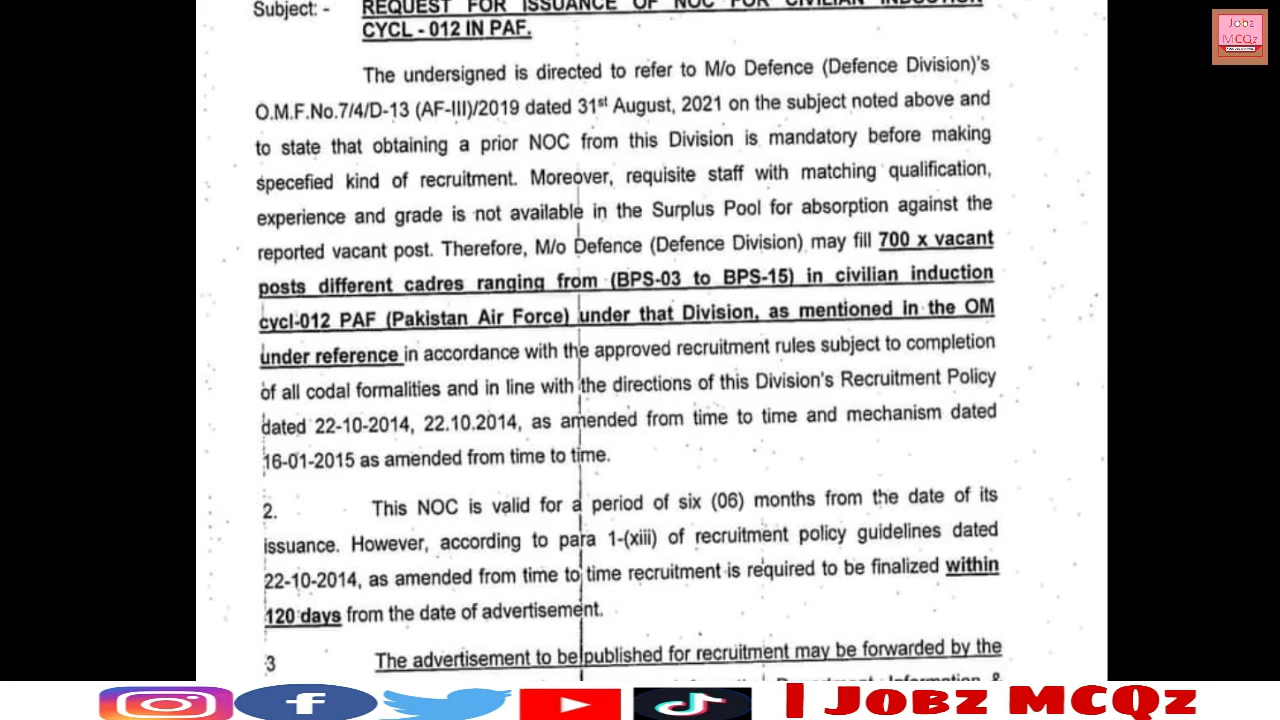 Subject: - REQUEST FOR ISSUANCE OF NOC FOR CIVILIAN INDUCTION
CYCL - 012 IN PAF.
Jobz
MCQz
The undersigned is directed to refer to M/o Defence (Defence Division)'s
O.M.F.No.7/4/D-13 (AF-III)/2019 dated 31st August, 2021 on the subject noted above and
to state that obtaining a prior NOC from this Division is mandatory before making
specefied kind of recruitment. Moreover, requisite staff with matching qualification,
experience and grade is not available in the Surplus Pool for absorption against the
reported vacant post. Therefore, M/o Defence (Defence Division) may fill 700 x vacant
posts different cadres ranging from (BPS-03 to BPS-15) in civilian induction
cycl-012 PAF (Pakistan Air Force) under that Division, as mentioned in the OM
under reference in accordance with the approved recruitment rules subject to completion
of all codal formalities and in line with the directions of this Division's Recruitment Policy
dated 22-10-2014, 22.10.2014, as amended from time to time and mechanism dated
16-01-2015 as amended from time to time.
2. This NOC is valid for a period of six (06) months from the date of its
issuance. However, according to para 1-(xiii) of recruitment policy guidelines dated
22-10-2014, as amended from time to time recruitment is required to be finalized within
120 days from the date of advertisement.
3 The advertisement to be published for recruitment may be forwarded by the
Information &
| Jobz MCQz